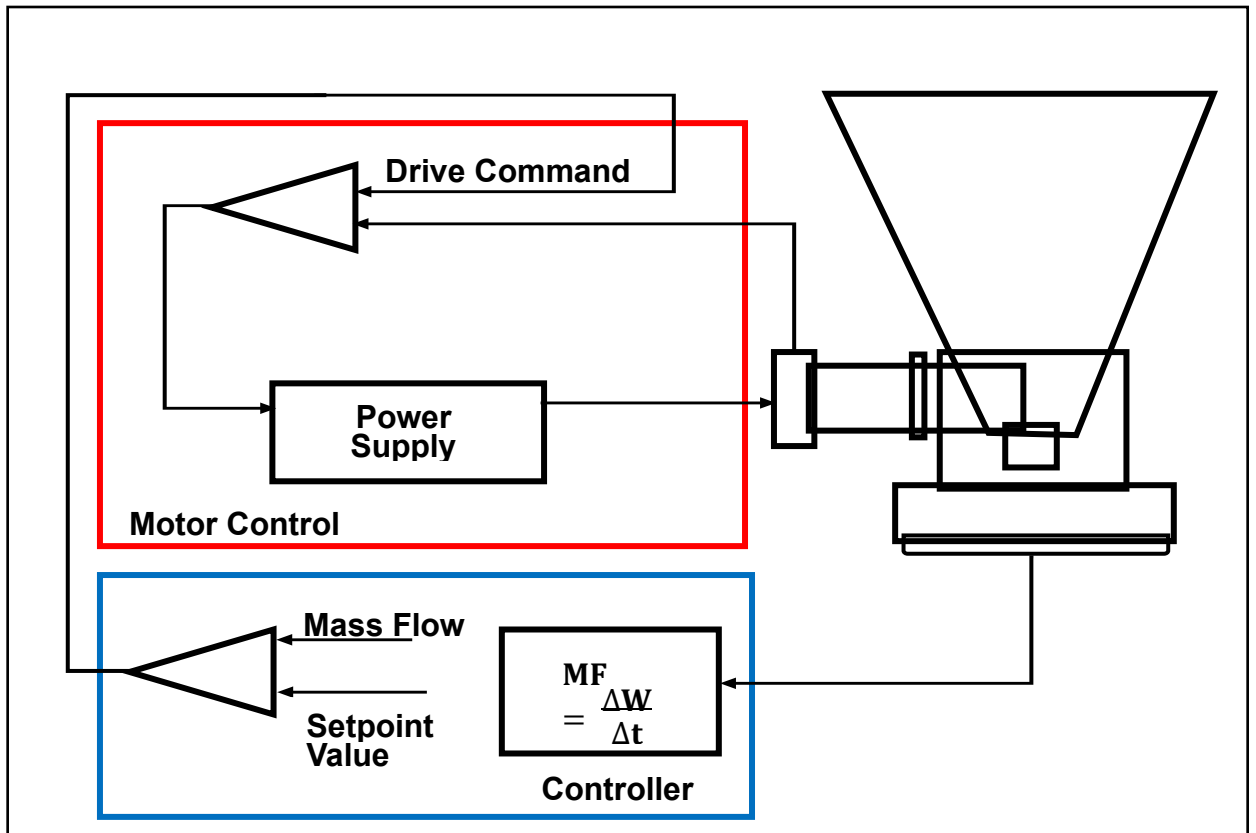 Drive Command
Power
Supply
Motor Control
Mass Flow
Setpoint
Value
MF
= ΔW
Δt
Controller